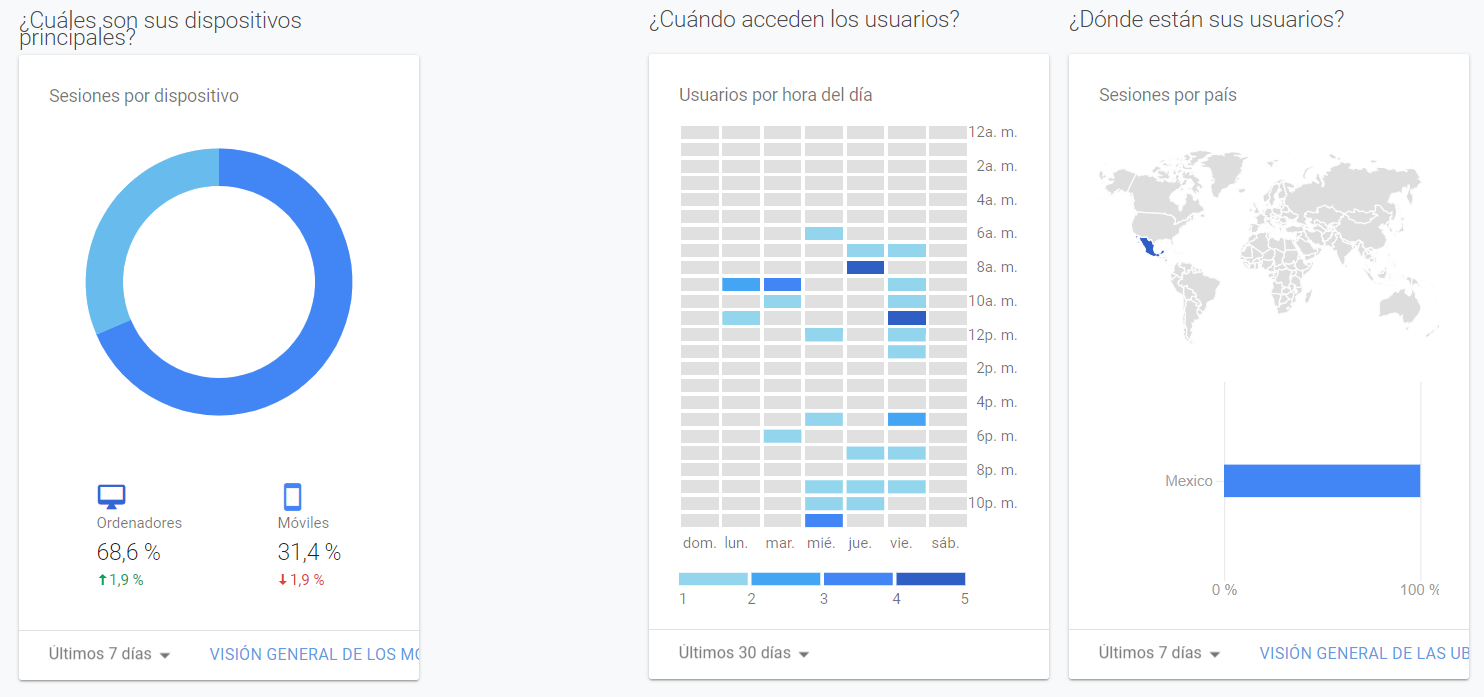 ¿Cuáles son sus dispositivos
principales?
Sesiones por dispositivo
Ordenadores
68,6 %
1,9 %
Móviles
31,4 %
1,9 %
Últimos 7 días
VISIÓN GENERAL DE LOS
¿Cuándo acceden los usuarios?
Usuarios por hora del día
12a. m.
2a. m.
4a. m.
6a. m.
8a. m.
10a. m.
12p. m.
2p. m.
4p. m.
6p. m.
8p. m.
10p. m.
dom. lun. mar. mié. jue. vie. sáb.
1 2 3 4 5
Últimos 30 días
¿Dónde están sus usuarios?
Sesiones por país
Mexico
0 % 100 %
Últimos 7 días
VISIÓN GENERAL DE LAS